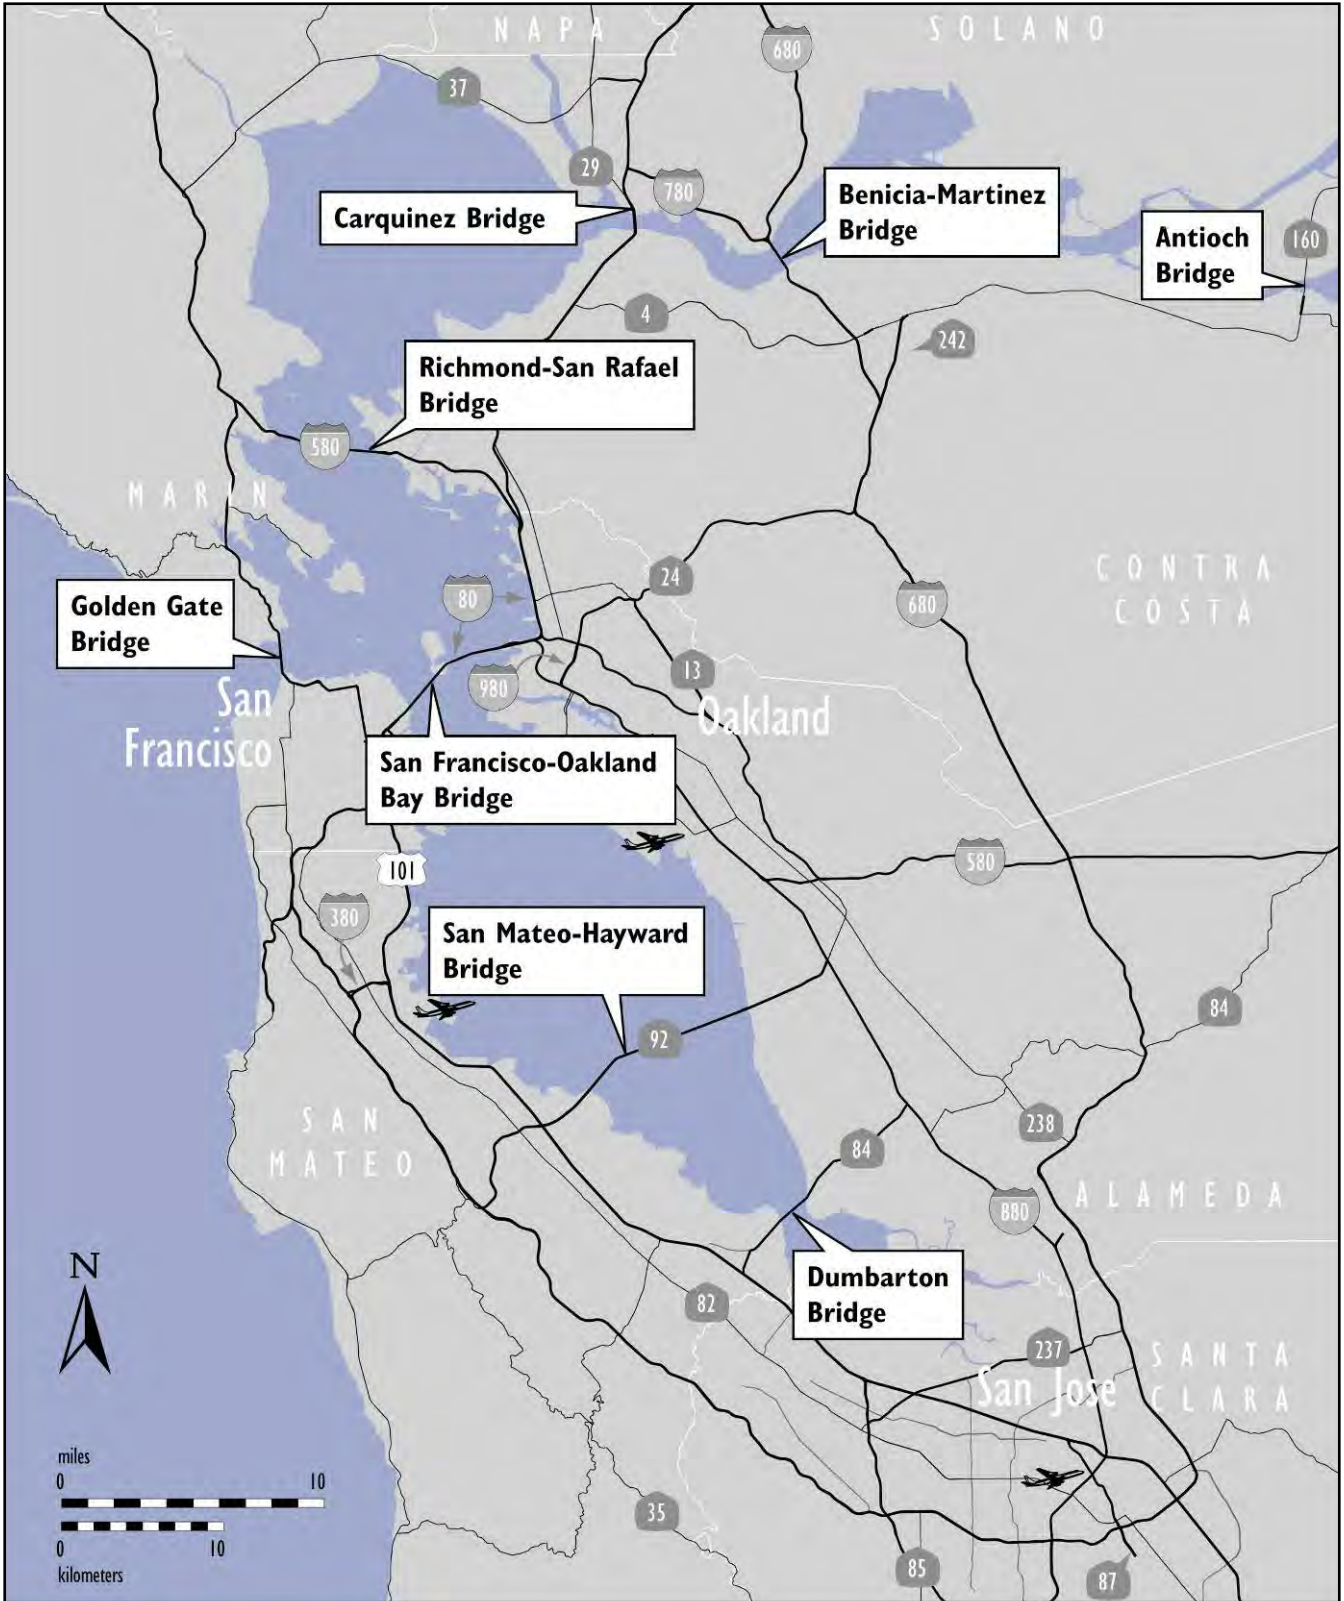 NAPA
SOLANO
680
37
29
780
Carquinez Bridge
Benicia-Martinez
Bridge
Antioch
Bridge
160
4
242
Richmond-San Rafael
Bridge
580
MARIN
24
CONTRA
COSTA
80
680
Golden Gate
Bridge
13
980
San
Francisco
Oakland
San Francisco-Oakland
Bay Bridge
580
101
380
San Mateo-Hayward
Bridge
84
92
SAN
MATEO
238
84
ALAMEDA
880
N
Dumbarton
Bridge
82
237
SANTA
CLARA
San Jose
miles
0 10
0 10
kilometers
35
85
87